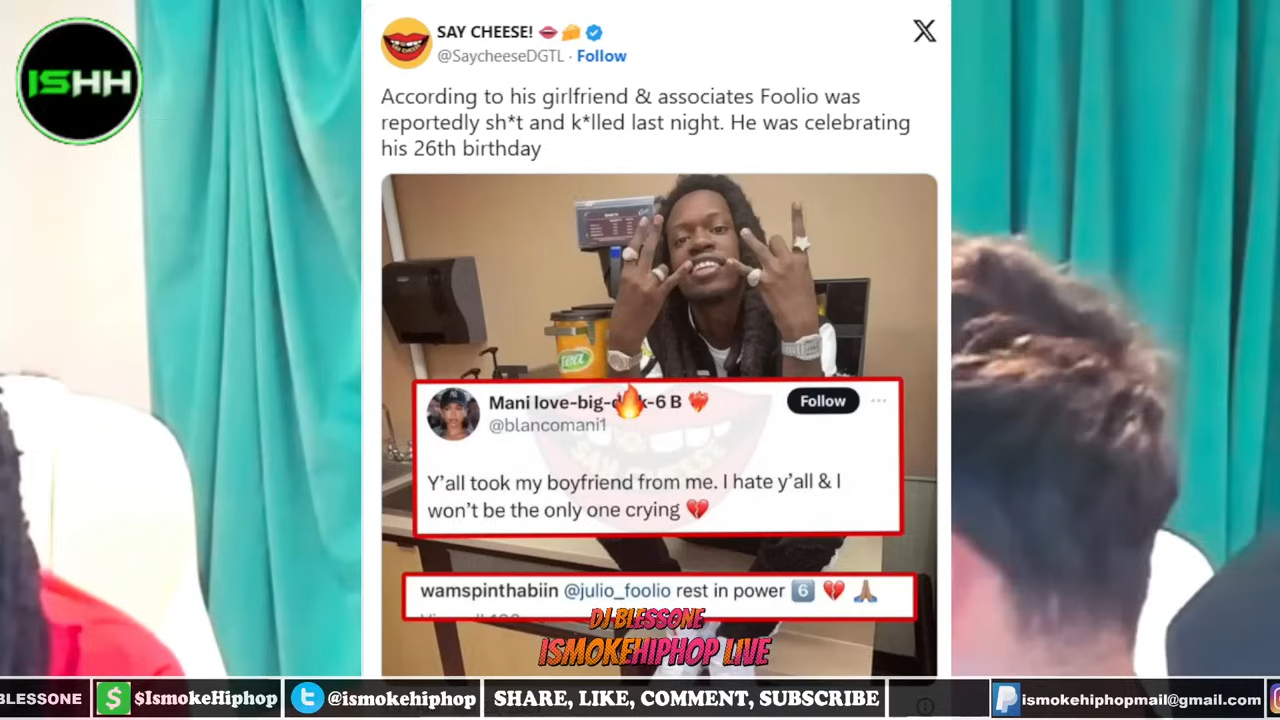 ISHH
SAY CHEESE! 👄 🧀
@SaycheeseDGTL · Follow
According to his girlfriend & associates Foolio was
reportedly sh*t and k*lled last night. He was celebrating
his 26th birthday
Tea
Mani love-big-d🔥k-6 B ❤️‍🔥
@blancomani1
Follow
Y'all took my boyfriend from me. I hate y'all & I
won't be the only one crying 💔
wamspinthabiin @julio_foolio rest in power 6️⃣ 💔 🙏🏾
DJ BLESSONE
ISMOKEHIPHOP LIVE
BLESSONE $IsmokeHiphop @ismokehiphop SHARE, LIKE, COMMENT, SUBSCRIBE ismokehiphopmail@gmail.com